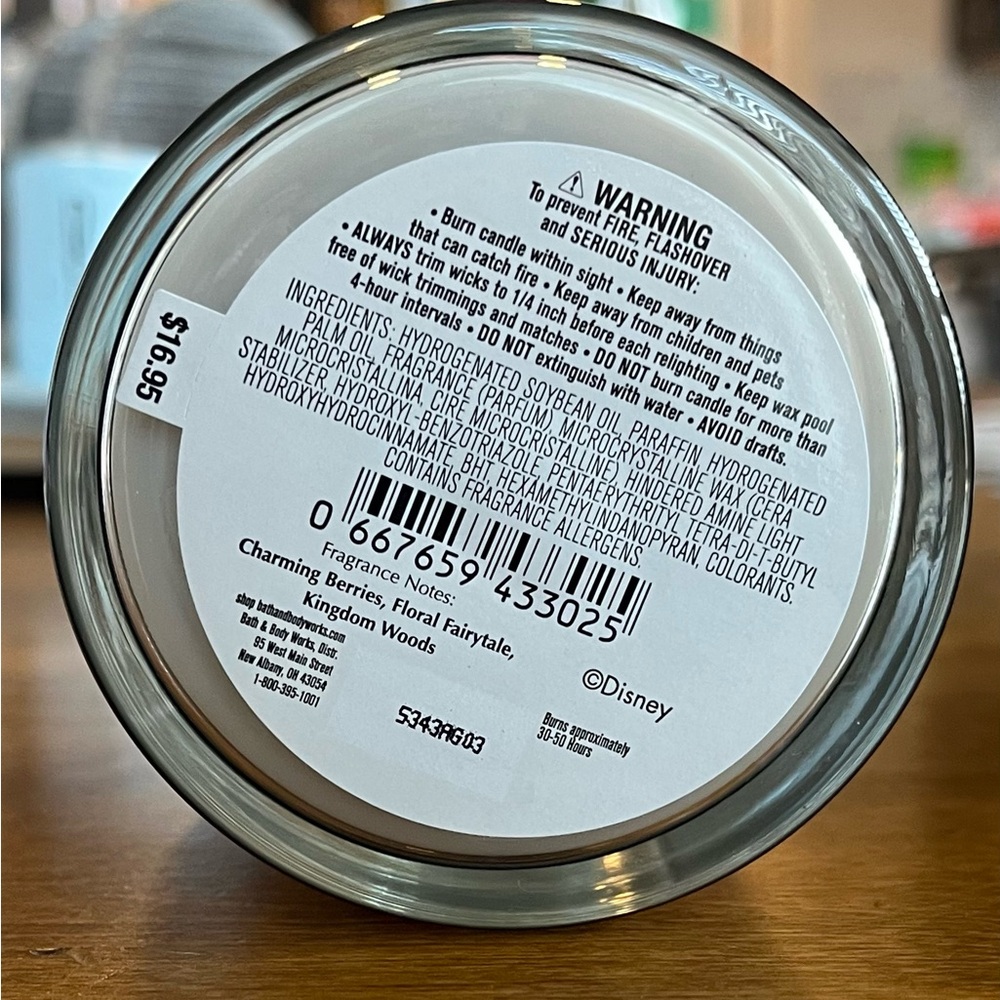 ⚠ WARNING
To prevent FIRE, FLASHOVER
and SERIOUS INJURY:
• Burn candle within sight • Keep away from things
that can catch fire • Keep away from children and pets
• ALWAYS trim wicks to 1/4 inch before each relighting • Keep wax pool
free of wick trimmings and matches • DO NOT burn candle for more than
4-hour intervals • DO NOT extinguish with water • AVOID drafts.
INGREDIENTS: HYDROGENATED SOYBEAN OIL, PARAFFIN, HYDROGENATED
PALM OIL, FRAGRANCE (PARFUM), MICROCRYSTALLINE WAX (CERA
MICROCRISTALLINA, CIRE MICROCRISTALLINE), HINDERED AMINE LIGHT
STABILIZER, HYDROXYL-BENZOTRIAZOLE, PENTAERYTHRITYL TETRA-DI-T-BUTYL
HYDROXYHYDROCINNAMATE, BHT, HEXAMETHYLINDANOPYRAN, COLORANTS.
CONTAINS FRAGRANCE ALLERGENS.
$16.95
0 667659 433025
Fragrance Notes:
Charming Berries, Floral Fairytale,
Kingdom Woods
shop bathandbodyworks.com
Bath & Body Works, Distr.
95 West Main Street
New Albany, OH 43054
1-800-395-1001
©Disney
5343AG03
Burns approximately
30-50 Hours